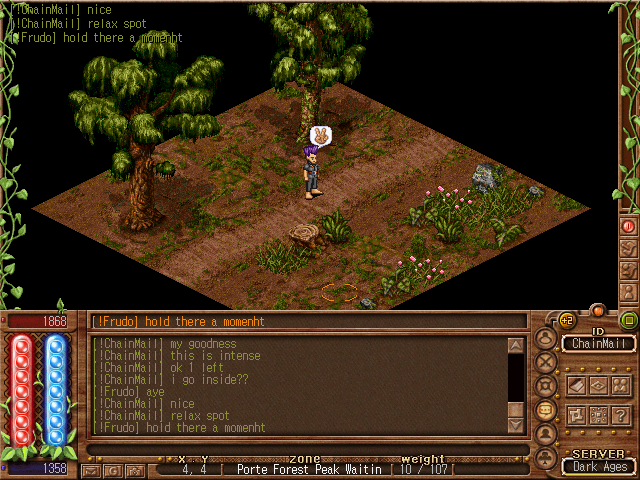 [!ChainMail] nice
[!ChainMail] relax spot
[!Frudo] hold there a momenht
1868
[!Frudo] hold there a momenht
+2
ID
ChainMail
[!ChainMail] my goodness
[!ChainMail] this is intense
[!ChainMail] ok 1 left
[!ChainMail] i go inside??
[!Frudo] aye
[!ChainMail] nice
[!ChainMail] relax spot
[!Frudo] hold there a momenht
?
X Y ZONE weight
1358
G
4, 4 [ Porte Forest Peak Waitin [ 10 / 107[
SERVER
Dark Ages